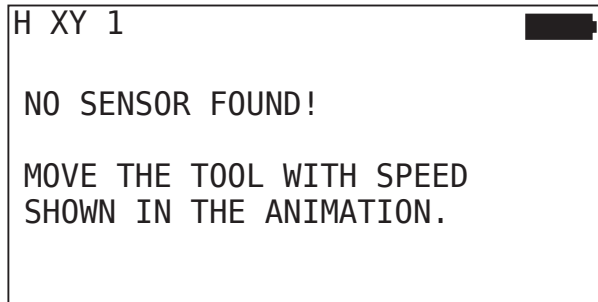 H XY 1
NO SENSOR FOUND!
MOVE THE TOOL WITH SPEED
SHOWN IN THE ANIMATION.